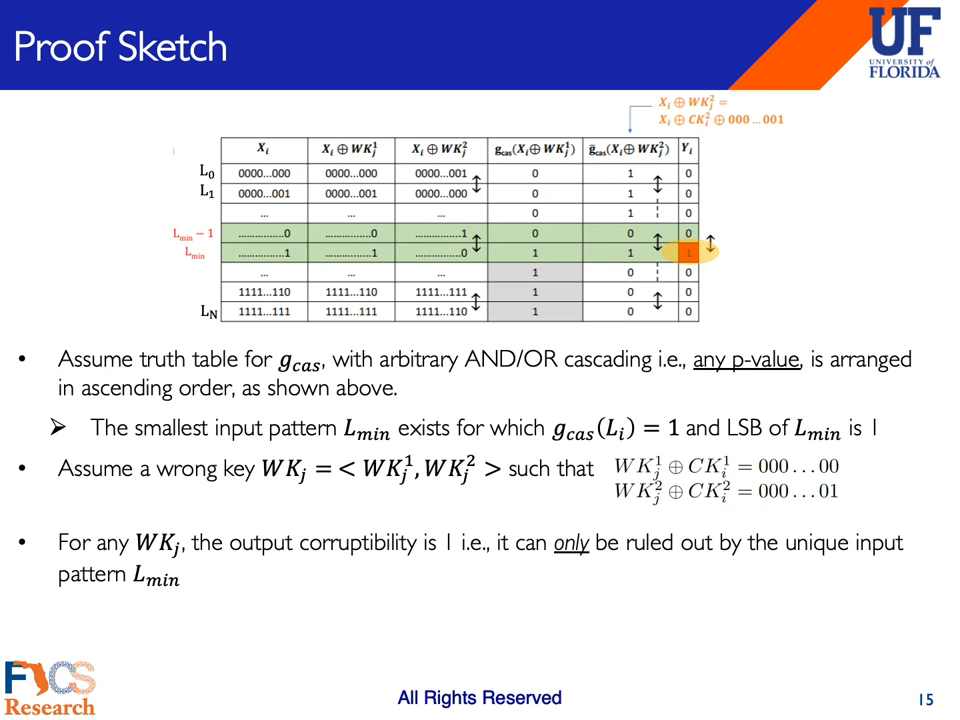 Proof Sketch
UF
UNIVERSITY of
FLORIDA
X_i ⊕ WK_j^2 =
X_i ⊕ CK_i^2 ⊕ 000 … 001
X_i X_i ⊕ WK_j^1 X_i ⊕ WK_j^2 g_cas(X_i⊕WK_j^1) g̅_cas(X_i⊕WK_j^2) Y_i
L_0 0000...000 0000...000 0000...001 0 1 0
L_1 0000...001 0000...001 0000...000 0 1 0
... ... ... 0 1 0
L_min − 1 ................0 ................0 ................1 0 0 0
L_min ................1 ................1 ................0 1 1 1
... ... ... 1 0 0
1111...110 1111...110 1111...111 1 0 0
L_N 1111...111 1111...111 1111...110 1 0 0
• Assume truth table for g_cas, with arbitrary AND/OR cascading i.e., any p-value, is arranged
in ascending order, as shown above.
➢ The smallest input pattern L_min exists for which g_cas(L_i) = 1 and LSB of L_min is 1
• Assume a wrong key WK_j = < WK_j^1, WK_j^2 > such that
WK_j^1 ⊕ CK_i^1 = 000 . . . 00
WK_j^2 ⊕ CK_i^2 = 000 . . . 01
• For any WK_j, the output corruptibility is 1 i.e., it can only be ruled out by the unique input
pattern L_min
FICS
Research
All Rights Reserved
15